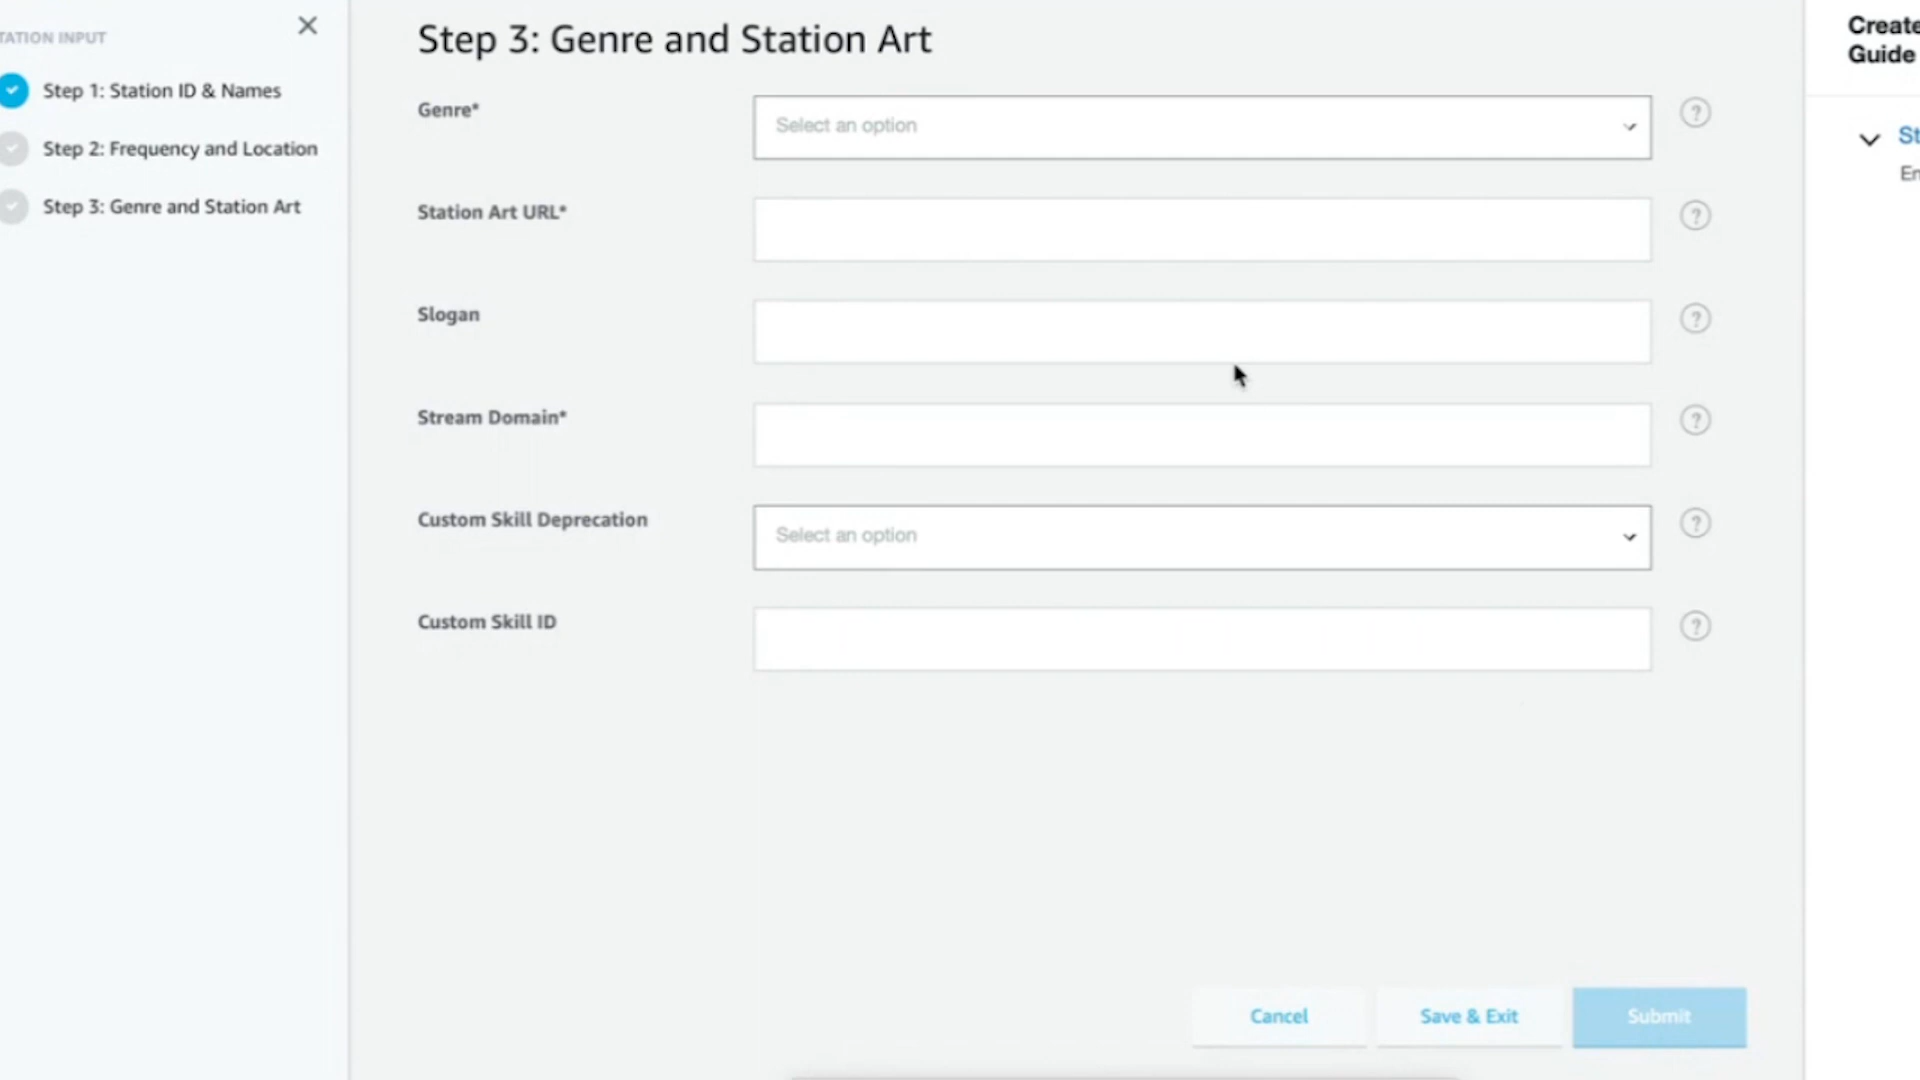 TATION INPUT
Step 1: Station ID & Names
Step 2: Frequency and Location
Step 3: Genre and Station Art
Step 3: Genre and Station Art
Genre*
Select an option
?
Station Art URL*
?
Slogan
?
Stream Domain*
?
Custom Skill Deprecation
Select an option
?
Custom Skill ID
?
Cancel
Save & Exit
Submit
Create
Guide
St
En